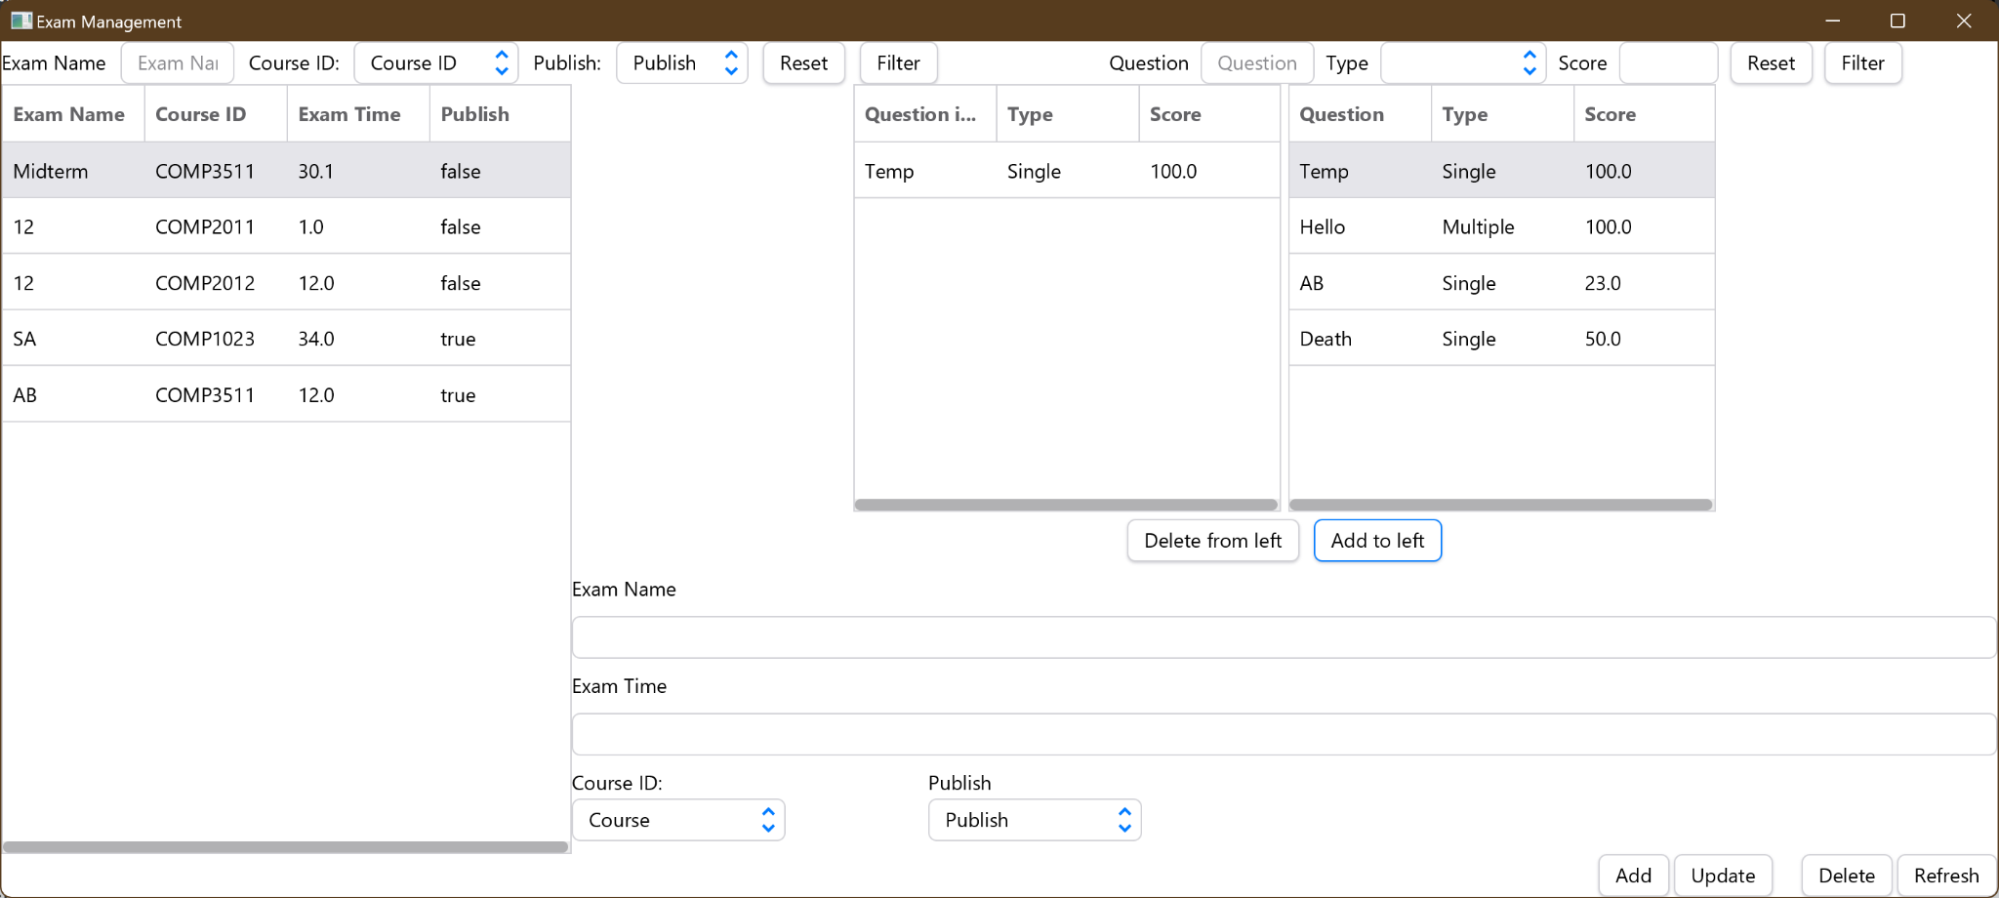 Exam Management
Exam Name Exam Nai Course ID: Course ID Publish: Publish Reset Filter Question Question Type Score Reset Filter
Exam Name Course ID Exam Time Publish
Midterm COMP3511 30.1 false
12 COMP2011 1.0 false
12 COMP2012 12.0 false
SA COMP1023 34.0 true
AB COMP3511 12.0 true
Question i... Type Score
Temp Single 100.0
Question Type Score
Temp Single 100.0
Hello Multiple 100.0
AB Single 23.0
Death Single 50.0
Delete from left Add to left
Exam Name
Exam Time
Course ID: Publish
Course Publish
Add Update Delete Refresh